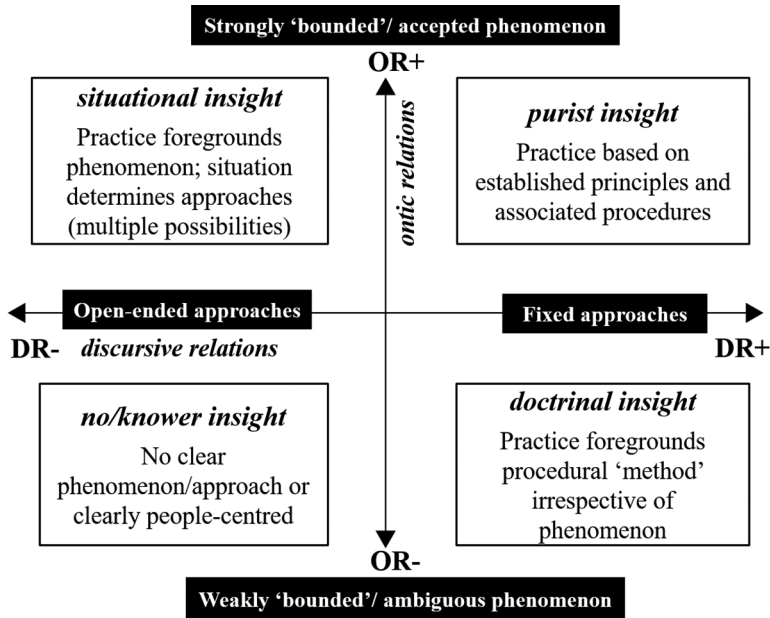 Strongly ‘bounded’/ accepted phenomenon
OR+
situational insight
Practice foregrounds
phenomenon; situation
determines approaches
(multiple possibilities)
ontic relations
purist insight
Practice based on
established principles and
associated procedures
Open-ended approaches
Fixed approaches
DR-
discursive relations
DR+
no/knower insight
No clear
phenomenon/approach or
clearly people-centred
doctrinal insight
Practice foregrounds
procedural ‘method’
irrespective of
phenomenon
OR-
Weakly ‘bounded’/ ambiguous phenomenon